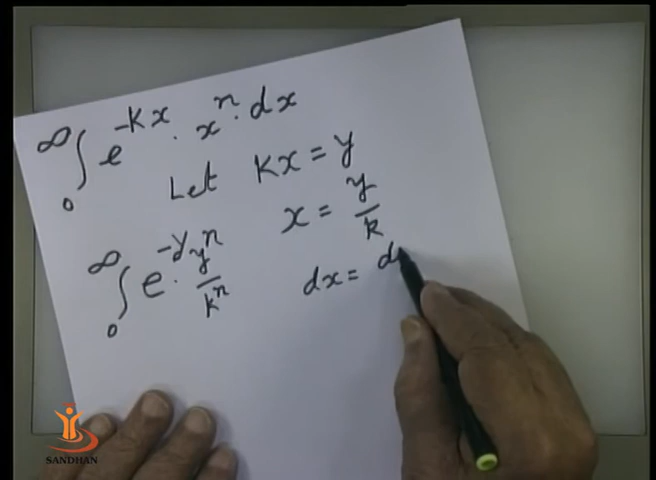 ∞∫0 e^-Kx . x^n . dx
Let Kx = y
x = y/k
∞∫0 e^-y . y^n/k^n
dx = d
SANDHAN